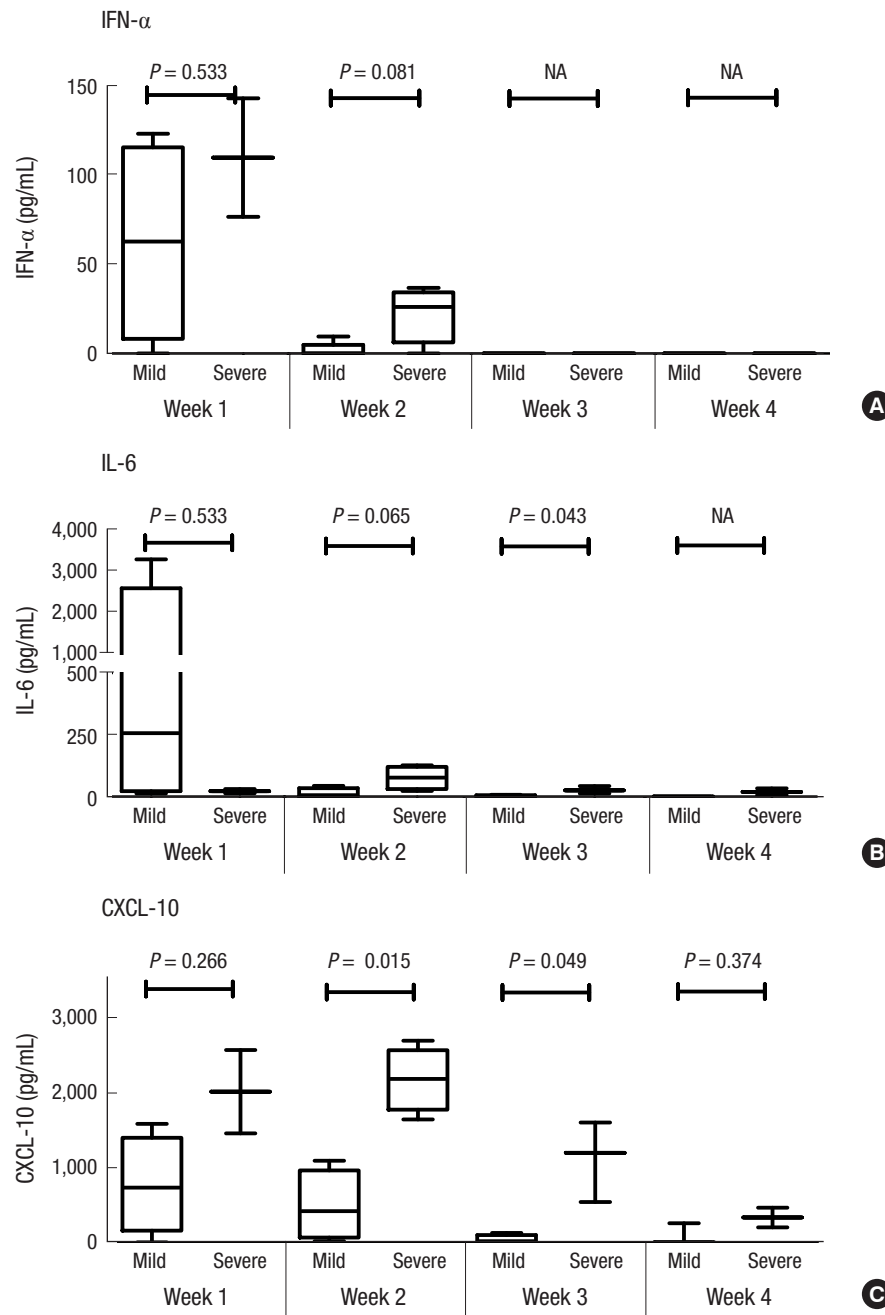 IFN-α
P = 0.533 P = 0.081 NA NA
150
100
50
0
IFN-α (pg/mL)
Mild Severe Mild Severe Mild Severe Mild Severe
Week 1 Week 2 Week 3 Week 4
A
IL-6
P = 0.533 P = 0.065 P = 0.043 NA
4,000
3,000
2,000
1,000
500
250
0
IL-6 (pg/mL)
Mild Severe Mild Severe Mild Severe Mild Severe
Week 1 Week 2 Week 3 Week 4
B
CXCL-10
P = 0.266 P = 0.015 P = 0.049 P = 0.374
3,000
2,000
1,000
0
CXCL-10 (pg/mL)
Mild Severe Mild Severe Mild Severe Mild Severe
Week 1 Week 2 Week 3 Week 4
C